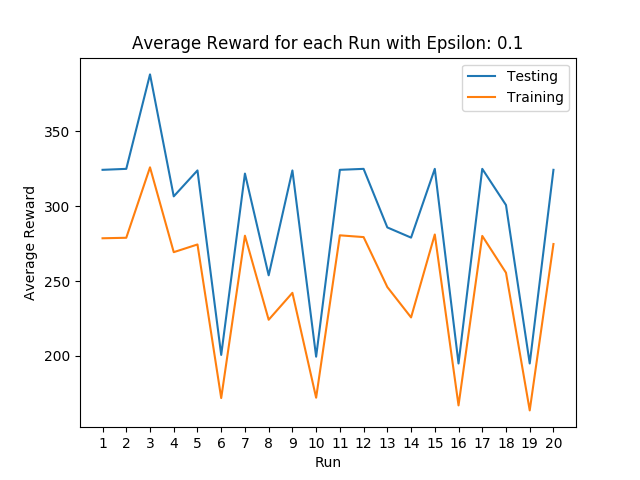 Average Reward for each Run with Epsilon: 0.1
Testing
Training
Average Reward
350
300
250
200
1 2 3 4 5 6 7 8 9 10 11 12 13 14 15 16 17 18 19 20
Run